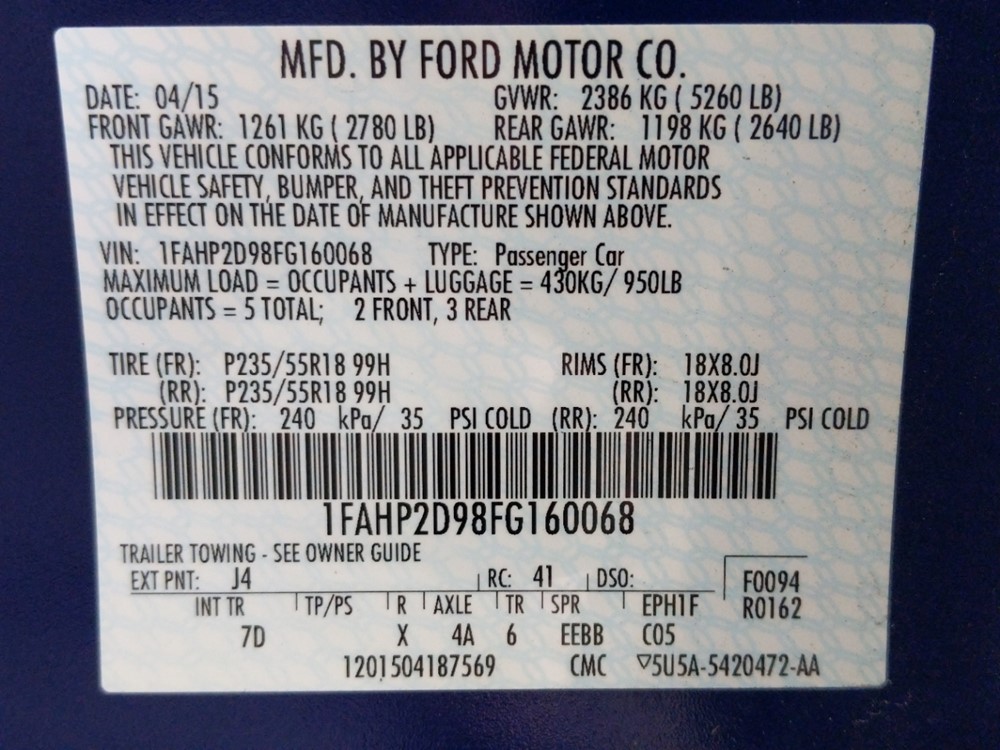 MFD. BY FORD MOTOR CO.
DATE: 04/15 GVWR: 2386 KG ( 5260 LB)
FRONT GAWR: 1261 KG ( 2780 LB) REAR GAWR: 1198 KG ( 2640 LB)
THIS VEHICLE CONFORMS TO ALL APPLICABLE FEDERAL MOTOR
VEHICLE SAFETY, BUMPER, AND THEFT PREVENTION STANDARDS
IN EFFECT ON THE DATE OF MANUFACTURE SHOWN ABOVE.
VIN: 1FAHP2D98FG160068 TYPE: Passenger Car
MAXIMUM LOAD = OCCUPANTS + LUGGAGE = 430KG/ 950LB
OCCUPANTS = 5 TOTAL; 2 FRONT, 3 REAR
TIRE (FR): P235/55R18 99H RIMS (FR): 18X8.0J
(RR): P235/55R18 99H (RR): 18X8.0J
PRESSURE (FR): 240 kPa/ 35 PSI COLD (RR): 240 kPa/ 35 PSI COLD
1FAHP2D98FG160068
TRAILER TOWING - SEE OWNER GUIDE
EXT PNT: J4 RC: 41 DSO: F0094
INT TR TP/PS R AXLE TR SPR EPH1F R0162
7D X 4A 6 EEBB C05
1201504187569 CMC ▽5U5A-5420472-AA